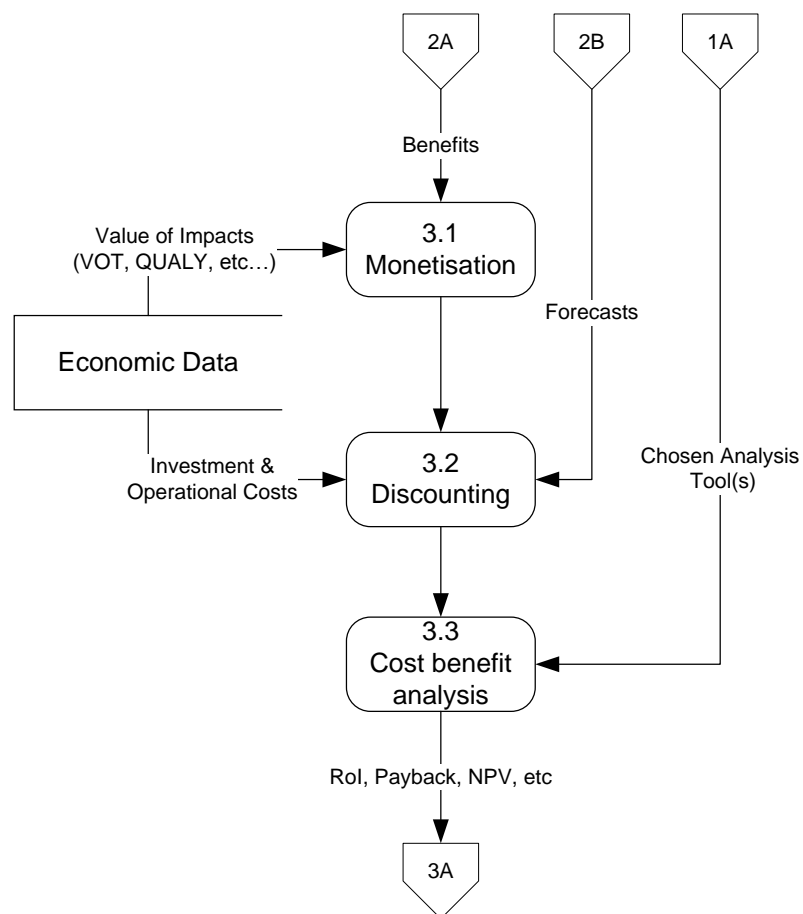 2A
2B
1A
Benefits
Value of Impacts
(VOT, QUALY, etc…)
3.1
Monetisation
Forecasts
Economic Data
Investment &
Operational Costs
3.2
Discounting
Chosen Analysis
Tool(s)
3.3
Cost benefit
analysis
RoI, Payback, NPV, etc
3A